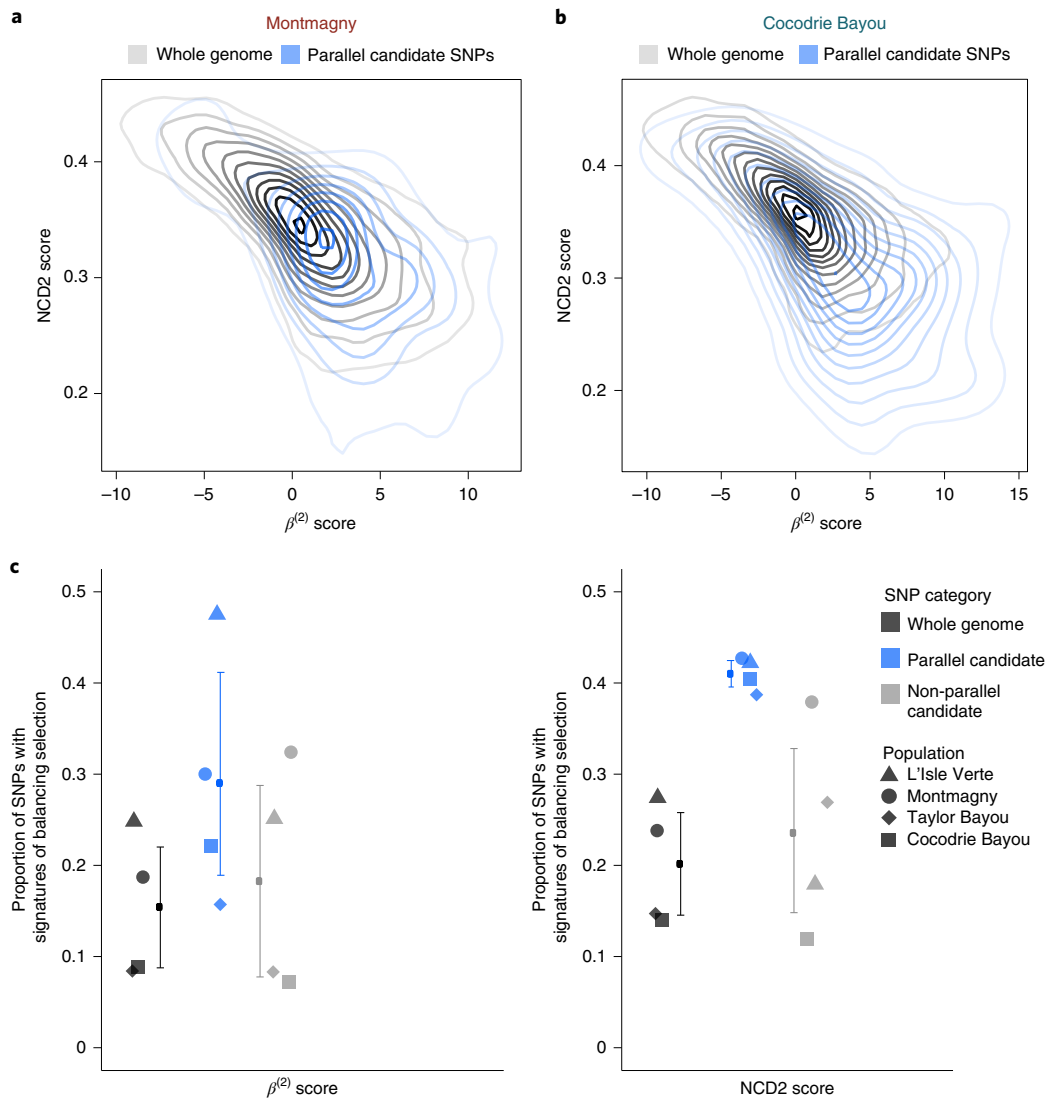 a
Montmagny
Whole genome
Parallel candidate SNPs
NCD2 score
0.4
0.3
0.2
–10
–5
0
5
10
β(2) score
b
Cocodrie Bayou
Whole genome
Parallel candidate SNPs
NCD2 score
0.4
0.3
0.2
–10
–5
0
5
10
15
β(2) score
c
Proportion of SNPs with
signatures of balancing selection
0.5
0.4
0.3
0.2
0.1
0
β(2) score
Proportion of SNPs with
signatures of balancing selection
0.5
0.4
0.3
0.2
0.1
0
NCD2 score
SNP category
Whole genome
Parallel candidate
Non-parallel
candidate
Population
L'Isle Verte
Montmagny
Taylor Bayou
Cocodrie Bayou